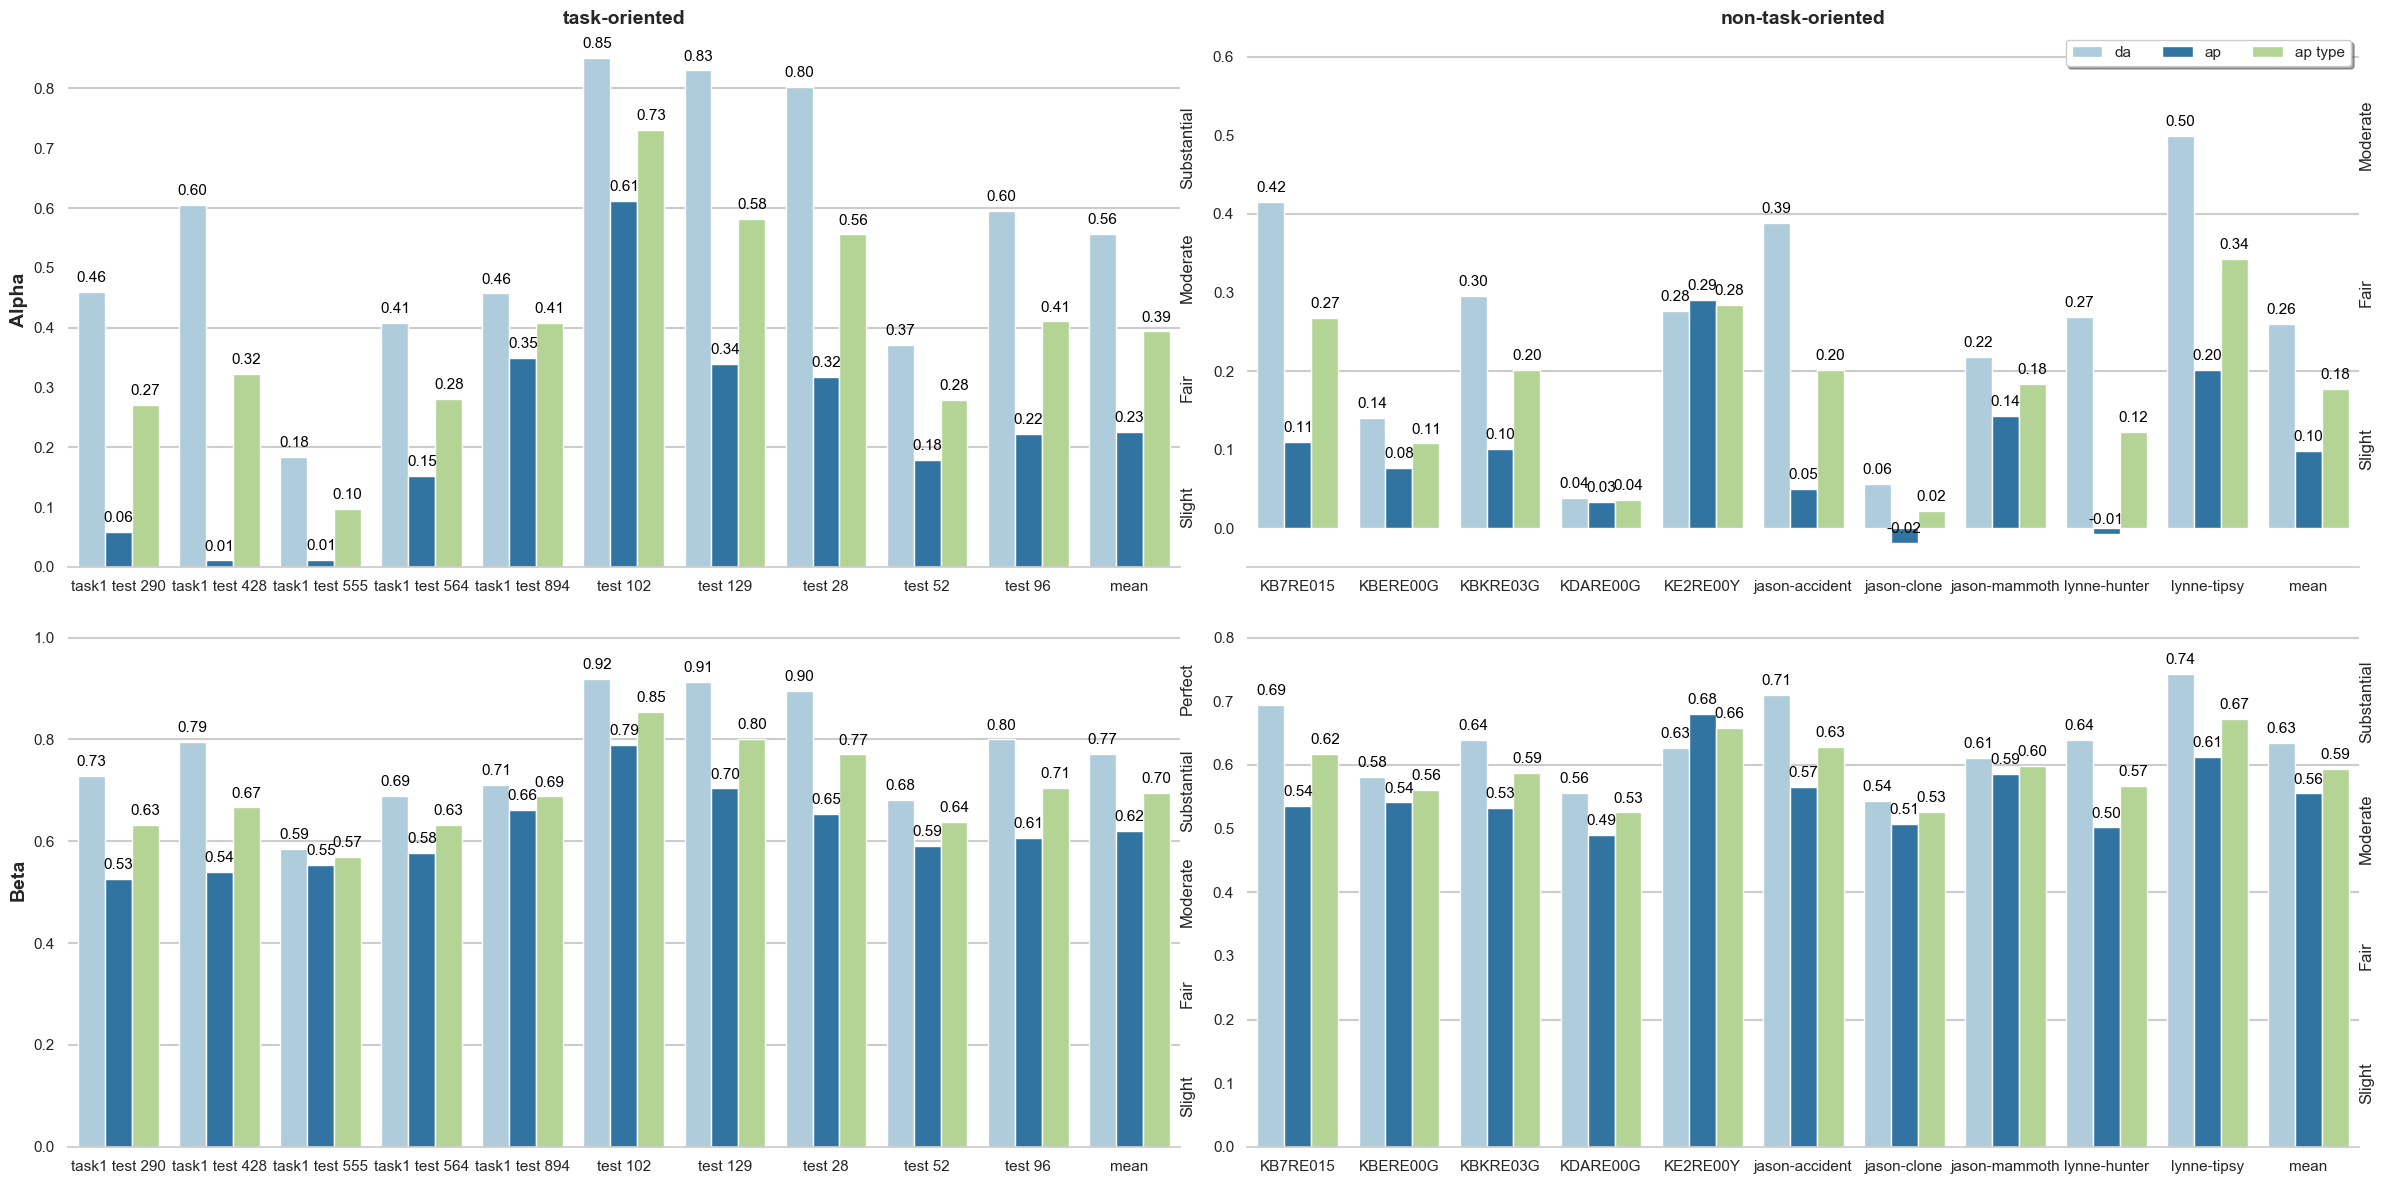 task-oriented
non-task-oriented
da ap ap type
Alpha
0.8
0.7
0.6
0.5
0.4
0.3
0.2
0.1
0.0
0.46 0.06 0.27
0.60 0.01 0.32
0.18 0.01 0.10
0.41 0.15 0.28
0.46 0.35 0.41
0.85 0.61 0.73
0.83 0.34 0.58
0.80 0.32 0.56
0.37 0.18 0.28
0.60 0.22 0.41
0.56 0.23 0.39
Substantial
Moderate
Fair
Slight
task1 test 290 task1 test 428 task1 test 555 task1 test 564 task1 test 894 test 102 test 129 test 28 test 52 test 96 mean
0.6
0.5
0.4
0.3
0.2
0.1
0.0
0.42 0.11 0.27
0.14 0.08 0.11
0.30 0.10 0.20
0.04 0.03 0.04
0.28 0.29 0.28
0.39 0.05 0.20
0.06 -0.02 0.02
0.22 0.14 0.18
0.27 -0.01 0.12
0.50 0.20 0.34
0.26 0.10 0.18
Moderate
Fair
Slight
KB7RE015 KBERE00G KBKRE03G KDARE00G KE2RE00Y jason-accident jason-clone jason-mammoth lynne-hunter lynne-tipsy mean
Beta
1.0
0.8
0.6
0.4
0.2
0.0
0.73 0.53 0.63
0.79 0.54 0.67
0.59 0.55 0.57
0.69 0.58 0.63
0.71 0.66 0.69
0.92 0.79 0.85
0.91 0.70 0.80
0.90 0.65 0.77
0.68 0.59 0.64
0.80 0.61 0.71
0.77 0.62 0.70
Perfect
Substantial
Moderate
Fair
Slight
task1 test 290 task1 test 428 task1 test 555 task1 test 564 task1 test 894 test 102 test 129 test 28 test 52 test 96 mean
0.8
0.7
0.6
0.5
0.4
0.3
0.2
0.1
0.0
0.69 0.54 0.62
0.58 0.54 0.56
0.64 0.53 0.59
0.56 0.49 0.53
0.63 0.68 0.66
0.71 0.57 0.63
0.54 0.51 0.53
0.61 0.59 0.60
0.64 0.50 0.57
0.74 0.61 0.67
0.63 0.56 0.59
Substantial
Moderate
Fair
Slight
KB7RE015 KBERE00G KBKRE03G KDARE00G KE2RE00Y jason-accident jason-clone jason-mammoth lynne-hunter lynne-tipsy mean